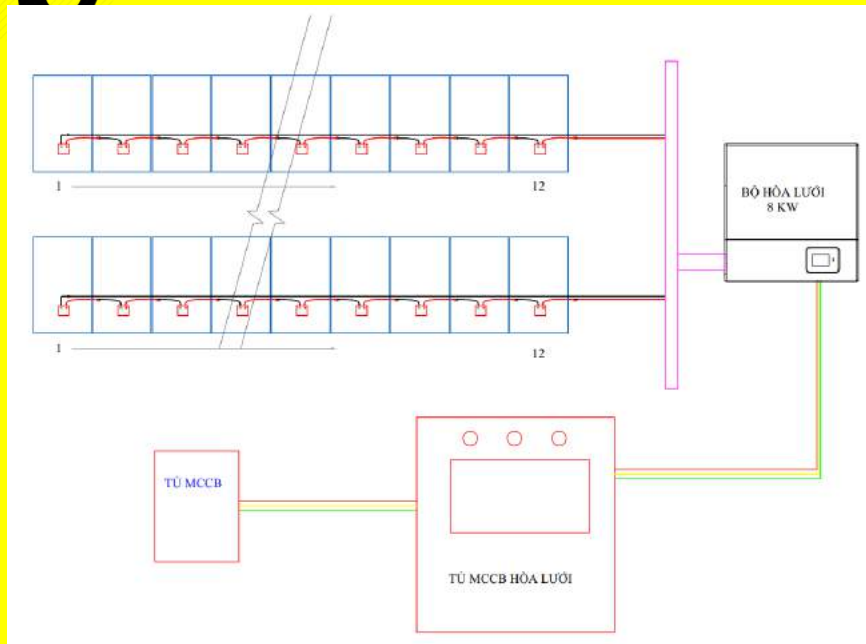 1
12
BỘ HÒA LƯỚI
8 KW
1
12
TỦ MCCB
TỦ MCCB HÒA LƯỚI